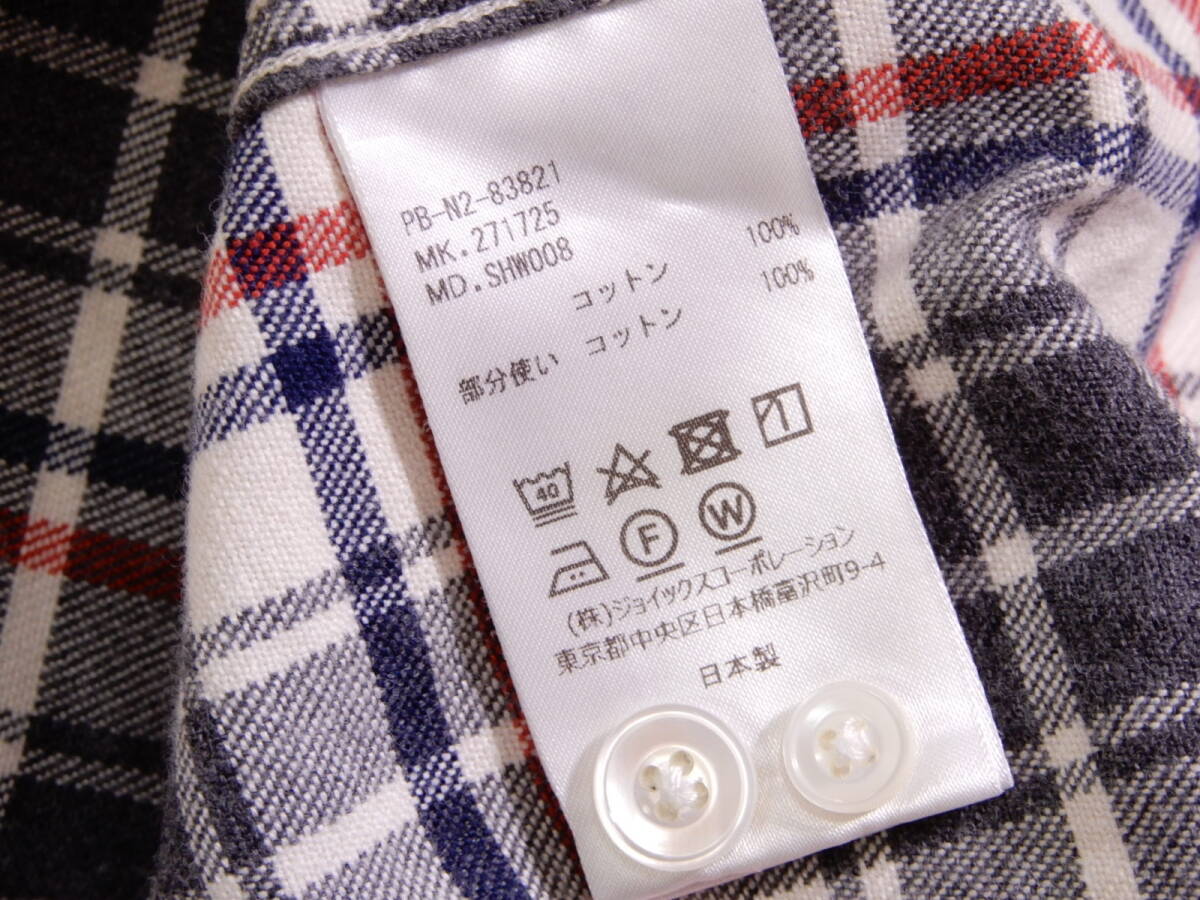 PB-N2-83821
MK.271725
MD.SHW008
コットン 100%
部分使い コットン 100%
40
F W
(株)ジョイックスコーポレーション
東京都中央区日本橋富沢町9-4
日本製